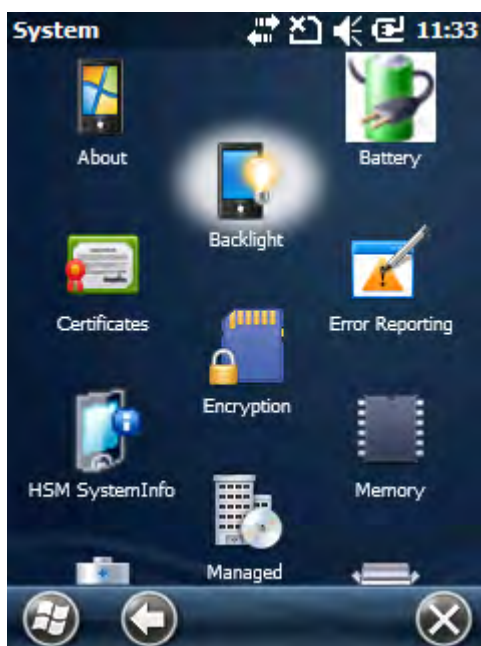 System 11:33
About
Battery
Backlight
Certificates
Error Reporting
Encryption
HSM SystemInfo
Memory
Managed